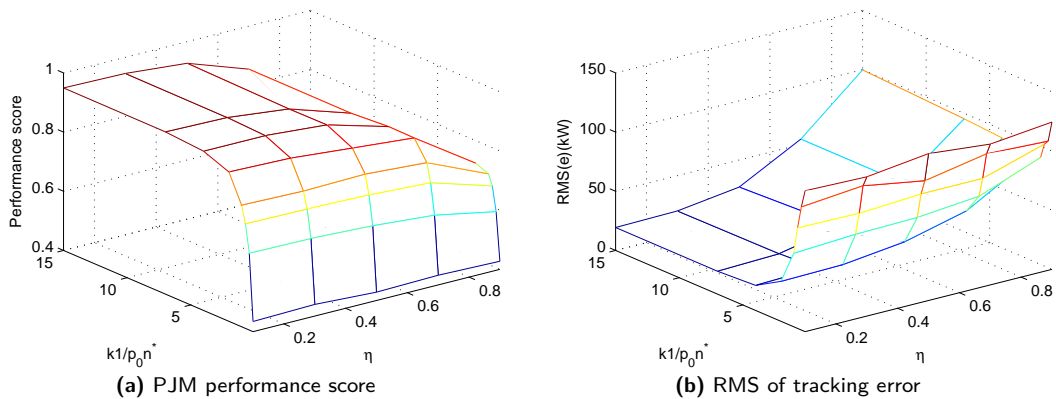 1
0.8
0.6
0.4
Performance score
15
10
5
k1/p₀n*
0.2
0.4
0.6
0.8
η
(a) PJM performance score
150
100
50
0
RMS(e)(kW)
15
10
5
k1/p₀n*
0.2
0.4
0.6
0.8
η
(b) RMS of tracking error